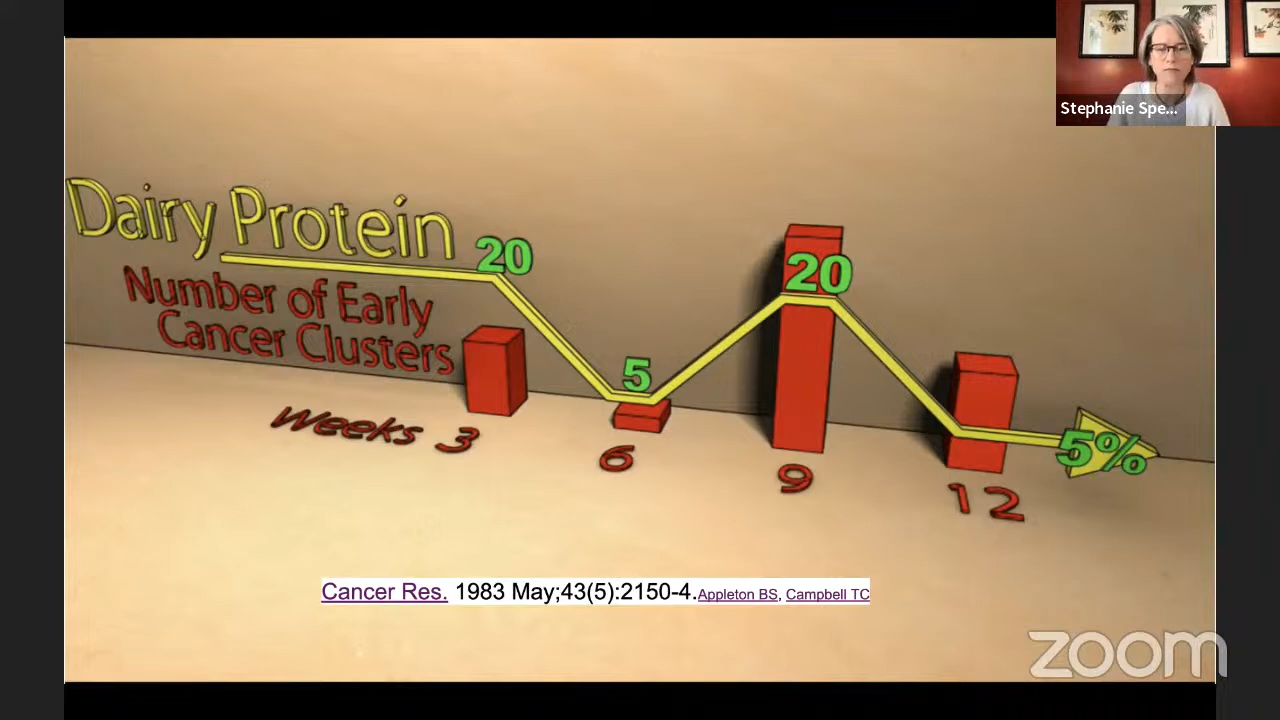 Stephanie Spe...
Dairy Protein
20
Number of Early
Cancer Clusters
5
20
5%
Weeks 3 6 9 12
Cancer Res. 1983 May;43(5):2150-4.Appleton BS, Campbell TC
zoom